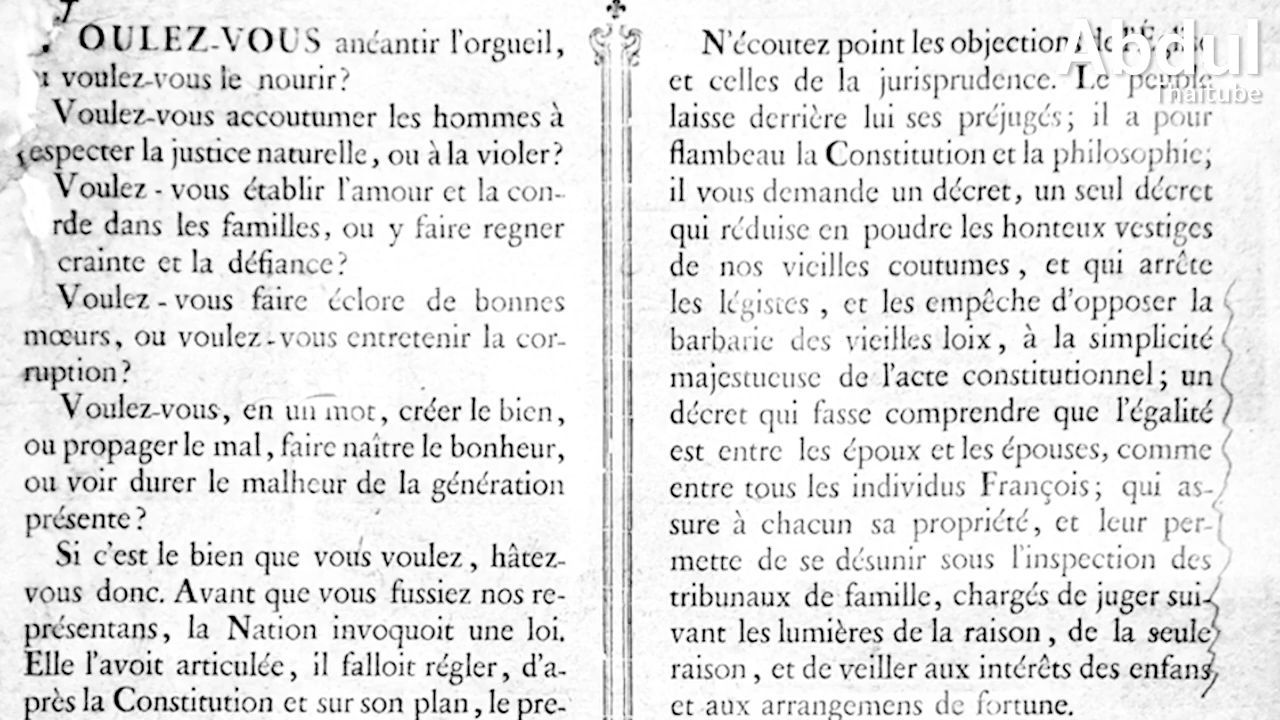 OULEZ-VOUS anéantir l'orgueil,
voulez-vous le nourir?
Voulez-vous accoutumer les hommes à
respecter la justice naturelle, ou à la violer?
Voulez-vous établir l'amour et la con-
rde dans les familles, ou y faire regner
crainte et la défiance?
Voulez-vous faire éclore de bonnes
mœurs, ou voulez-vous entretenir la cor-
ruption?
Voulez-vous, en un mot, créer le bien,
ou propager le mal, faire naître le bonheur,
ou voir durer le malheur de la génération
présente?
Si c'est le bien que vous voulez, hâtez-
vous donc. Avant que vous fussiez nos re-
présentans, la Nation invoquoit une loi.
Elle l'avoit articulée, il falloit régler, d'a-
près la Constitution et sur son plan, le pre-
N'écoutez point les objections de l'Église
et celles de la jurisprudence. Le peuple
laisse derrière lui ses préjugés; il a pour
flambeau la Constitution et la philosophie;
il vous demande un décret, un seul décret
qui réduise en poudre les honteux vestiges
de nos vieilles coutumes, et qui arrête
les légistes, et les empêche d'opposer la
barbarie des vieilles loix, à la simplicité
majestueuse de l'acte constitutionnel; un
décret qui fasse comprendre que l'égalité
est entre les époux et les épouses, comme
entre tous les individus François; qui as-
sure à chacun sa propriété, et leur per-
mette de se désunir sous l'inspection des
tribunaux de famille, chargés de juger sui-
vant les lumières de la raison, de la seule
raison, et de veiller aux intérêts des enfans,
et aux arrangemens de fortune.
Abdul
Thaitube